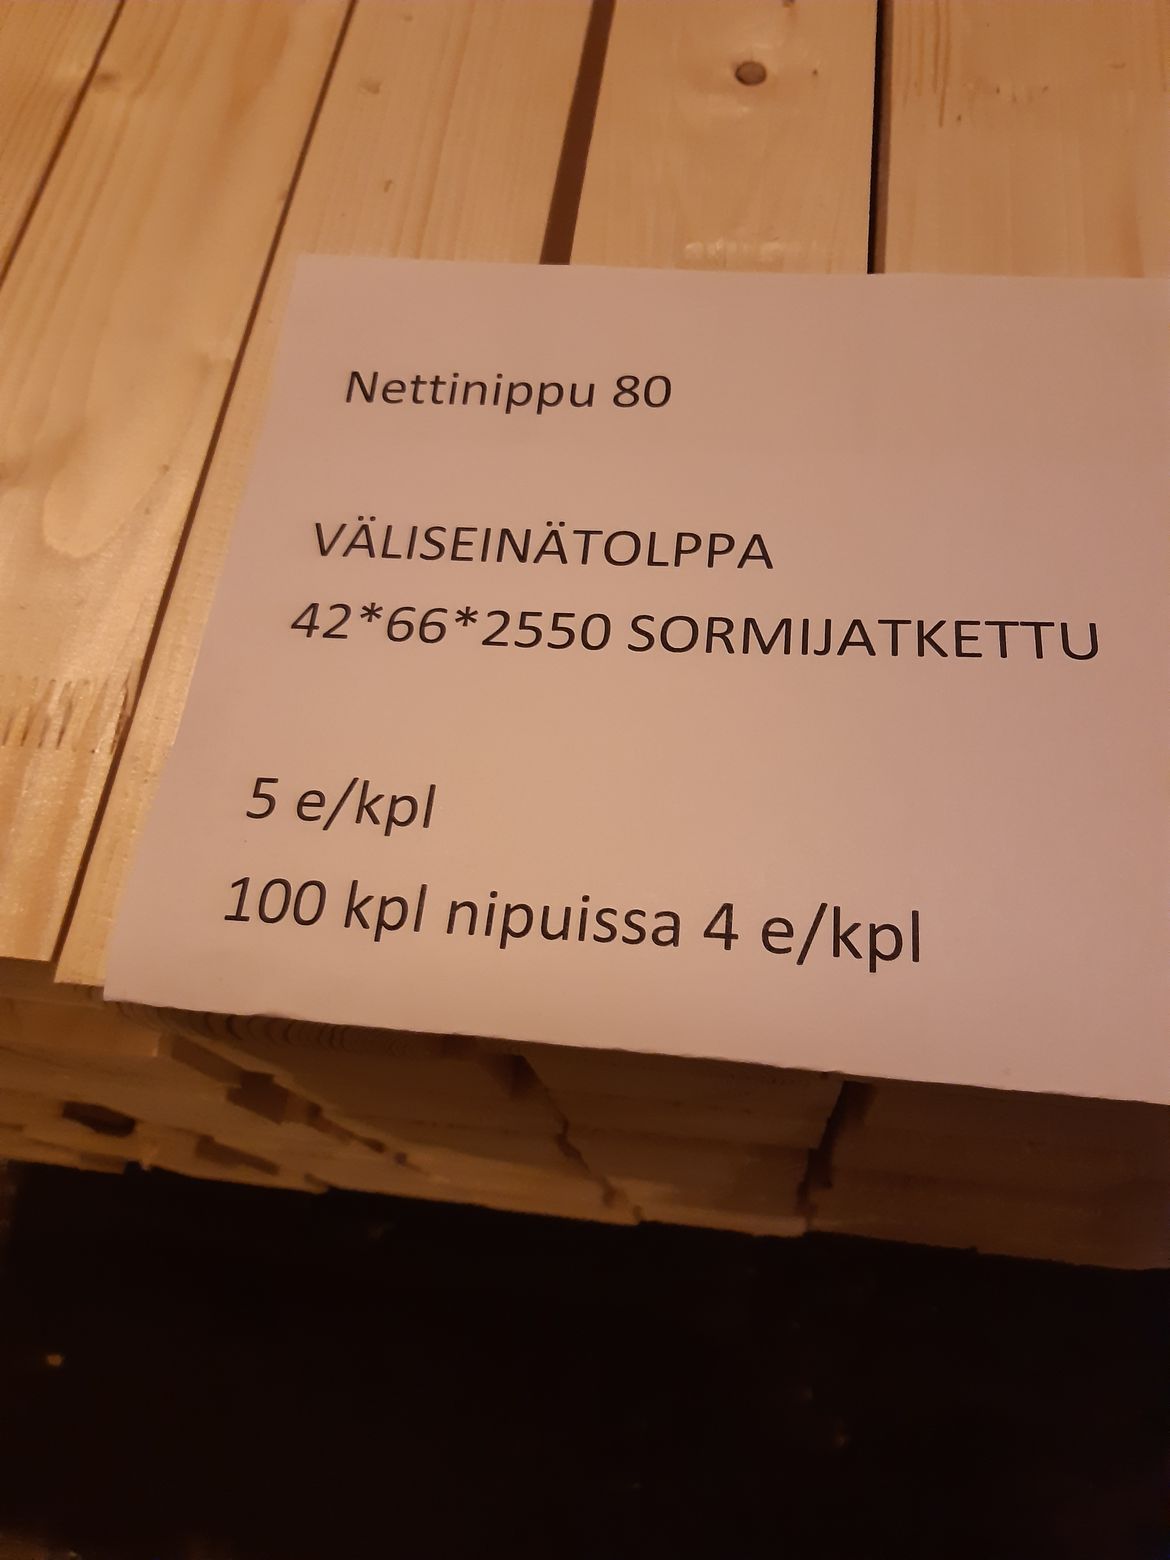 Nettinippu 80
VÄLISEINÄTOLPPA
42*66*2550 SORMIJATKETTU
5 e/kpl
100 kpl nipuissa 4 e/kpl